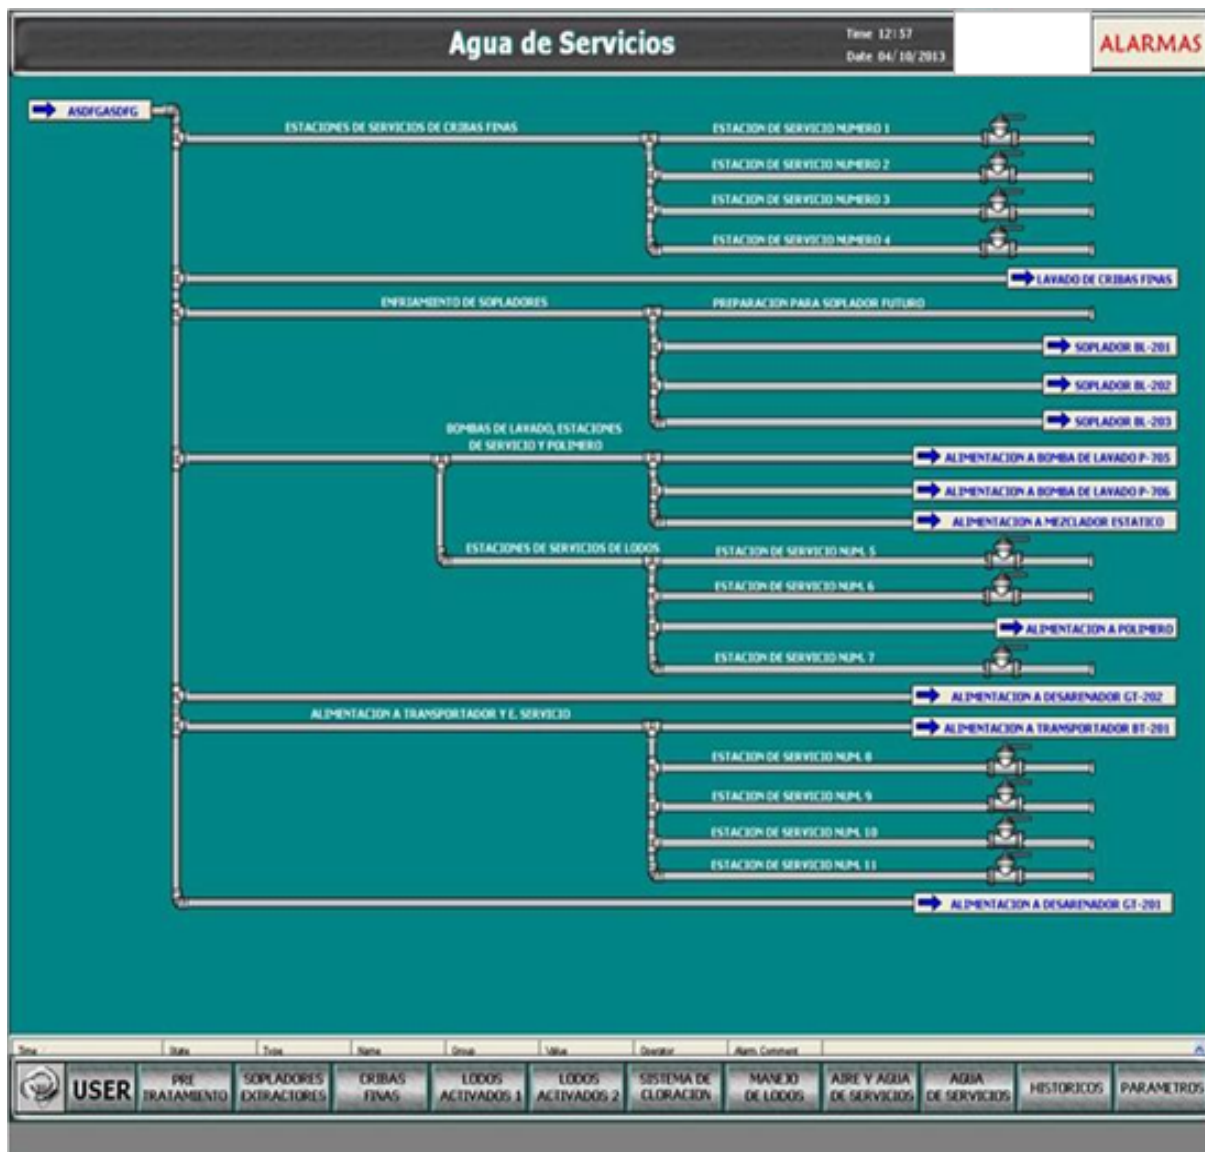 Agua de Servicios
Time 12:57
Date 04/10/2013
ALARMAS
ASDFGASDFG
ESTACIONES DE SERVICIOS DE CRIBAS FINAS
ESTACION DE SERVICIO NUMERO 1
ESTACION DE SERVICIO NUMERO 2
ESTACION DE SERVICIO NUMERO 3
ESTACION DE SERVICIO NUMERO 4
LAVADO DE CRIBAS FINAS
ENFRIAMIENTO DE SOPLADORES
PREPARACION PARA SOPLADOR FUTURO
SOPLADOR BL-201
SOPLADOR BL-202
SOPLADOR BL-203
BOMBAS DE LAVADO, ESTACIONES
DE SERVICIO Y POLIMERO
ALIMENTACION A BOMBA DE LAVADO P-705
ALIMENTACION A BOMBA DE LAVADO P-706
ALIMENTACION A MEZCLADOR ESTATICO
ESTACIONES DE SERVICIOS DE LODOS
ESTACION DE SERVICIO NUM. 5
ESTACION DE SERVICIO NUM. 6
ALIMENTACION A POLIMERO
ESTACION DE SERVICIO NUM. 7
ALIMENTACION A DESARENADOR GT-202
ALIMENTACION A TRANSPORTADOR Y E. SERVICIO
ALIMENTACION A TRANSPORTADOR BT-201
ESTACION DE SERVICIO NUM. 8
ESTACION DE SERVICIO NUM. 9
ESTACION DE SERVICIO NUM. 10
ESTACION DE SERVICIO NUM. 11
ALIMENTACION A DESARENADOR GT-201
Time State Type Name Group Value Operator Alarm Comment
USER
PRE
TRATAMIENTO
SOPLADORES
EXTRACTORES
CRIBAS
FINAS
LODOS
ACTIVADOS 1
LODOS
ACTIVADOS 2
SISTEMA DE
CLORACION
MANEJO
DE LODOS
AIRE Y AGUA
DE SERVICIOS
AGUA
DE SERVICIOS
HISTORICOS
PARAMETROS